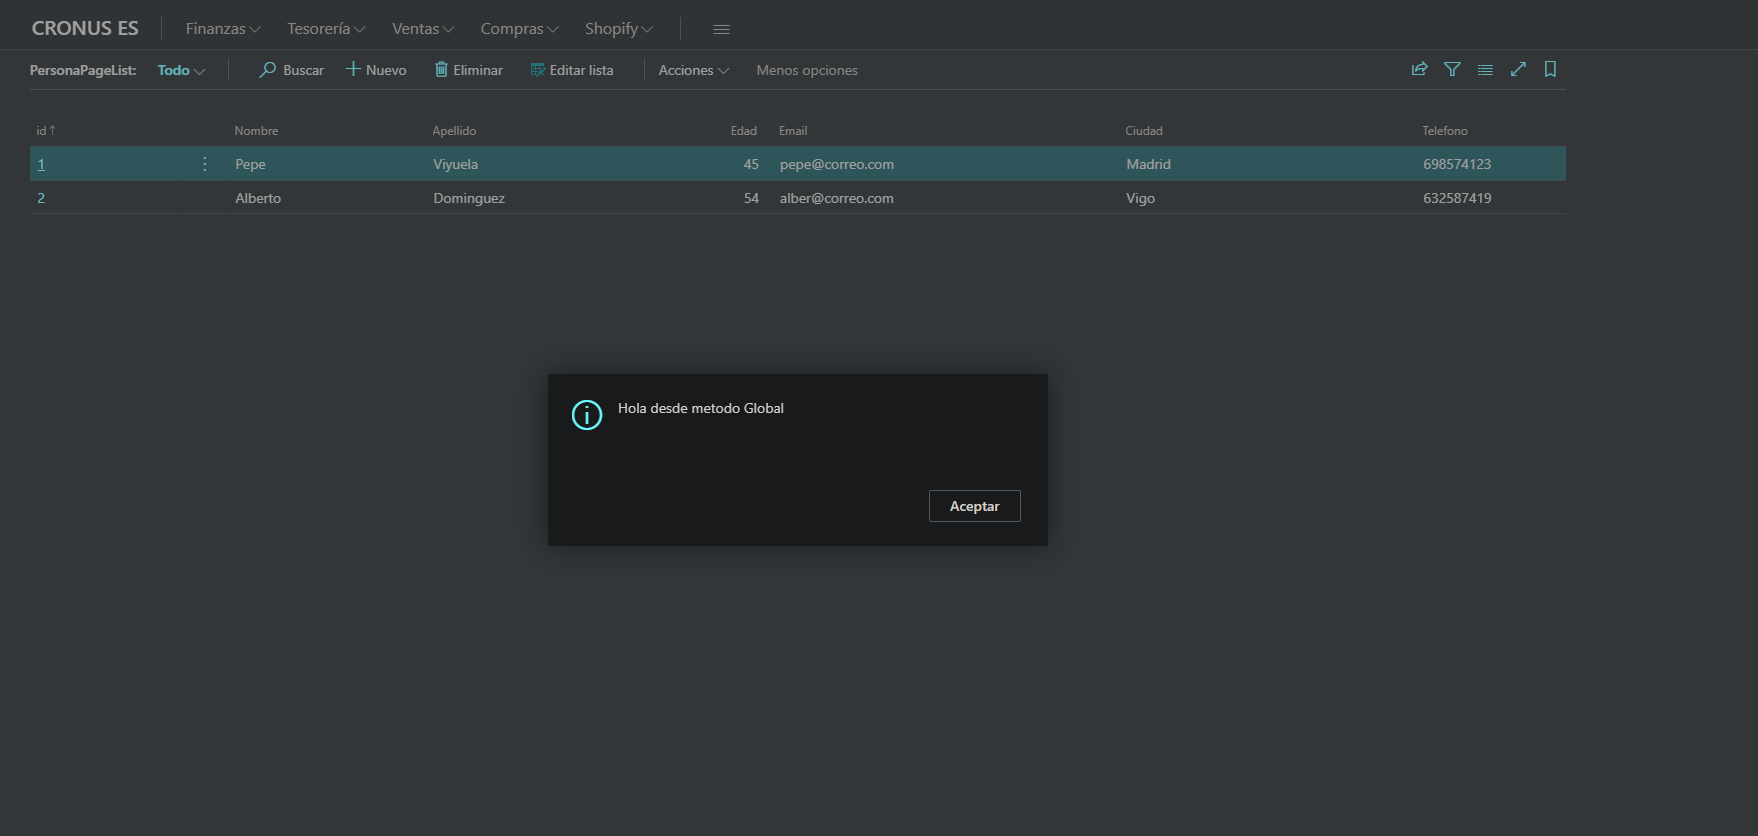 CRONUS ES Finanzas Tesorería Ventas Compras Shopify
PersonaPageList: Todo Buscar Nuevo Eliminar Editar lista Acciones Menos opciones
id↑ Nombre Apellido Edad Email Ciudad Telefono
1 Pepe Viyuela 45 pepe@correo.com Madrid 698574123
2 Alberto Dominguez 54 alber@correo.com Vigo 632587419
Hola desde metodo Global
Aceptar